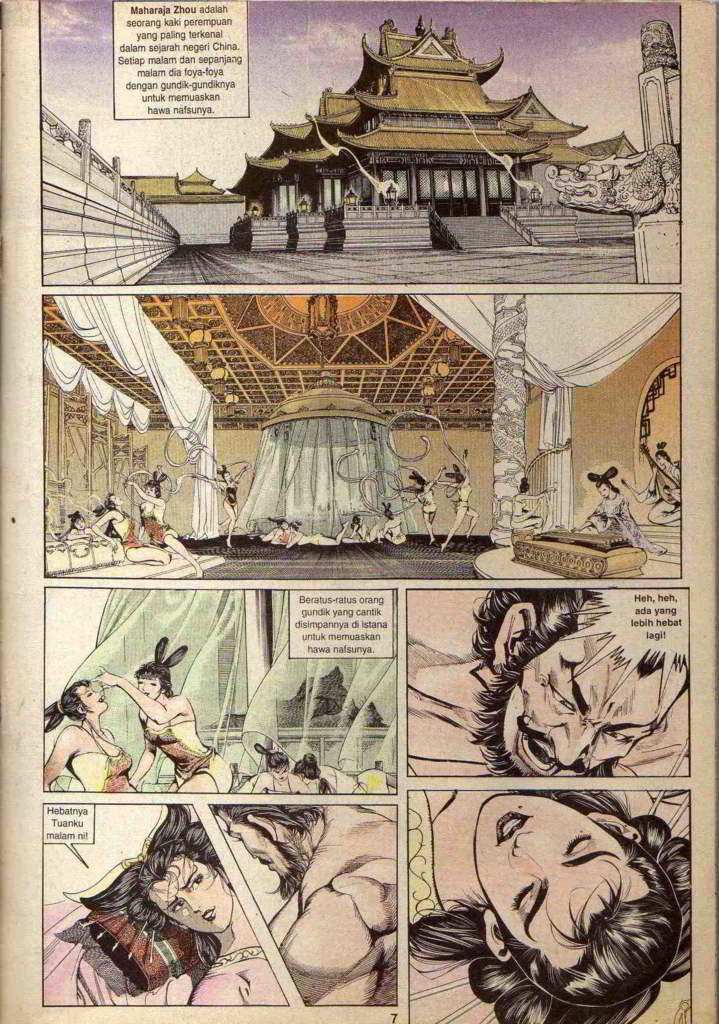 Maharaja Zhou adalah
seorang kaki perempuan
yang paling terkenal
dalam sejarah negeri China.
Setiap malam dan sepanjang
malam dia foya-foya
dengan gundik-gundiknya
untuk memuaskan
hawa nafsunya.
Beratus-ratus orang
gundik yang cantik
disimpannya di istana
untuk memuaskan
hawa nafsunya.
Heh, heh,
ada yang
lebih hebat
lagi!
Hebatnya
Tuanku
malam ni!
7